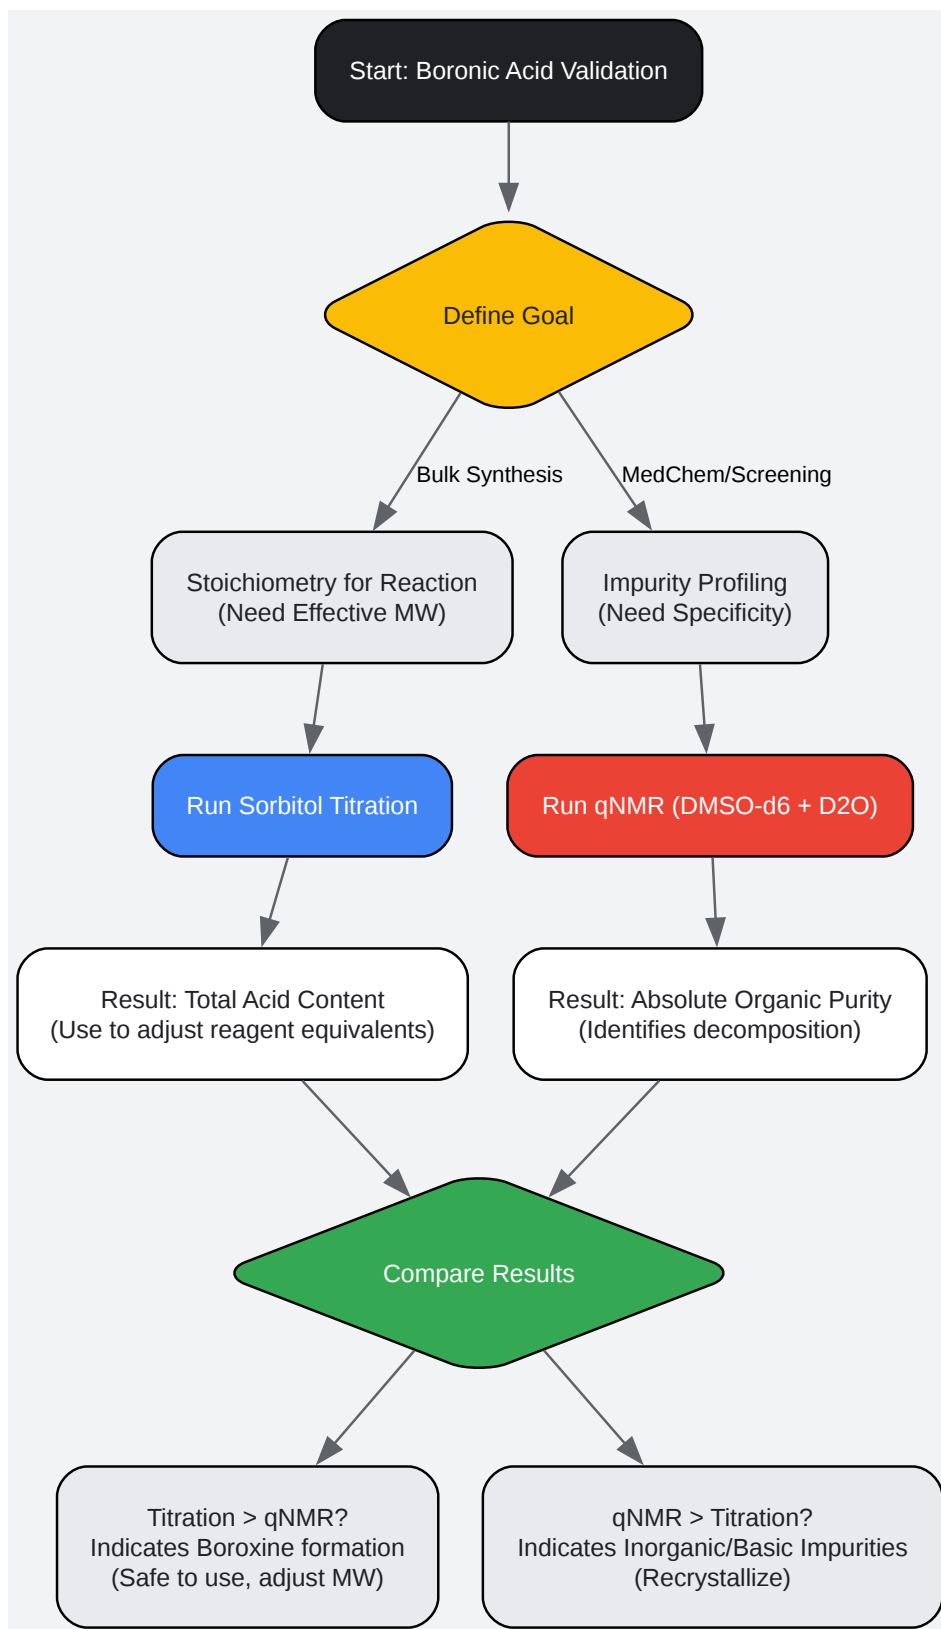 Start: Boronic Acid Validation
Define Goal
Bulk Synthesis
MedChem/Screening
Stoichiometry for Reaction
(Need Effective MW)
Impurity Profiling
(Need Specificity)
Run Sorbitol Titration
Run qNMR (DMSO-d6 + D2O)
Result: Total Acid Content
(Use to adjust reagent equivalents)
Result: Absolute Organic Purity
(Identifies decomposition)
Compare Results
Titration > qNMR?
Indicates Boroxine formation
(Safe to use, adjust MW)
qNMR > Titration?
Indicates Inorganic/Basic Impurities
(Recrystallize)